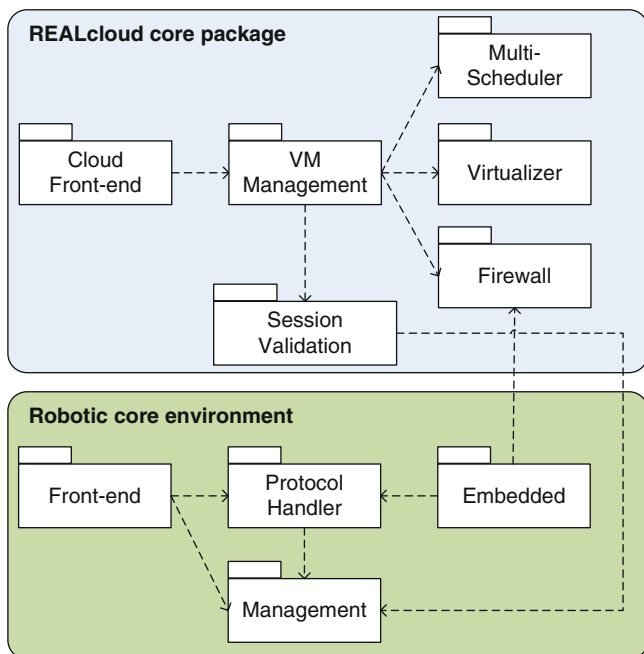 REALcloud core package
Multi-
Scheduler
Cloud
Front-end
VM
Management
Virtualizer
Firewall
Session
Validation
Robotic core environment
Front-end
Protocol
Handler
Embedded
Management